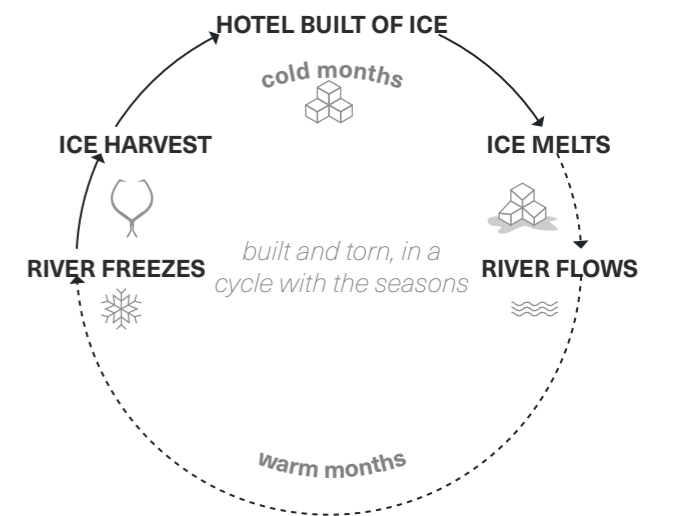 HOTEL BUILT OF ICE
cold months
ICE HARVEST
ICE MELTS
built and torn, in a
cycle with the seasons
RIVER FREEZES
RIVER FLOWS
warm months